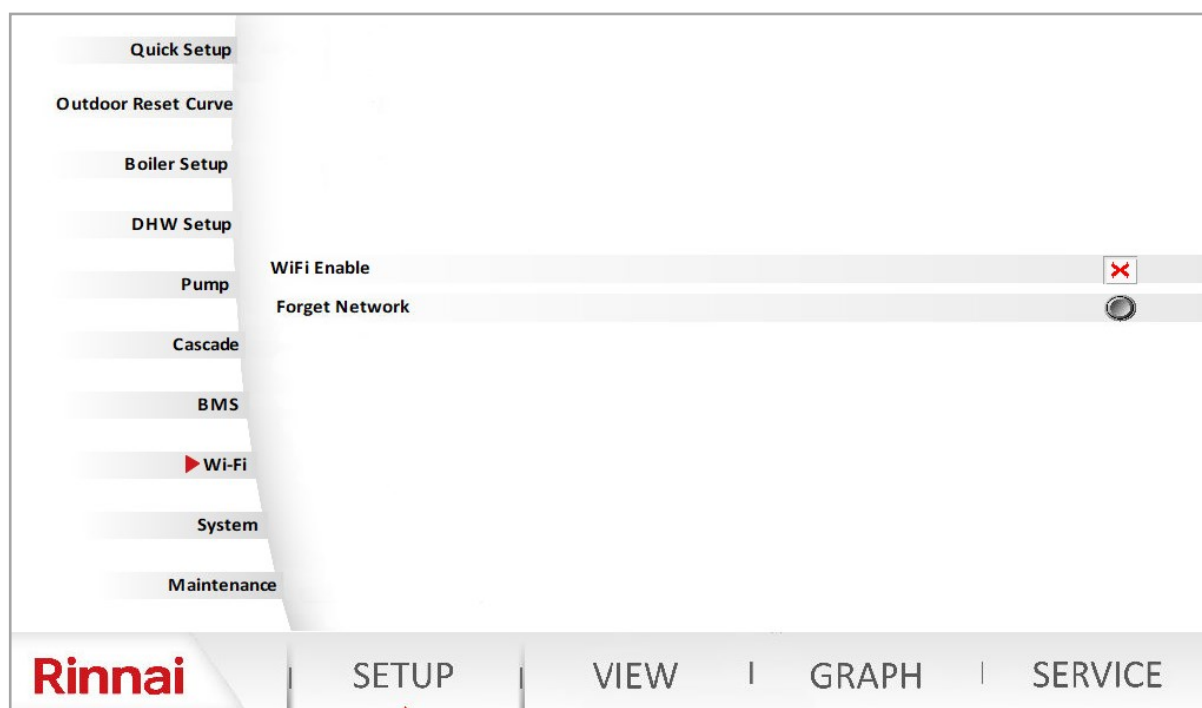 Quick Setup
Outdoor Reset Curve
Boiler Setup
DHW Setup
Pump
Cascade
BMS
Wi-Fi
System
Maintenance
WiFi Enable
Forget Network
Rinnai
SETUP
VIEW
GRAPH
SERVICE